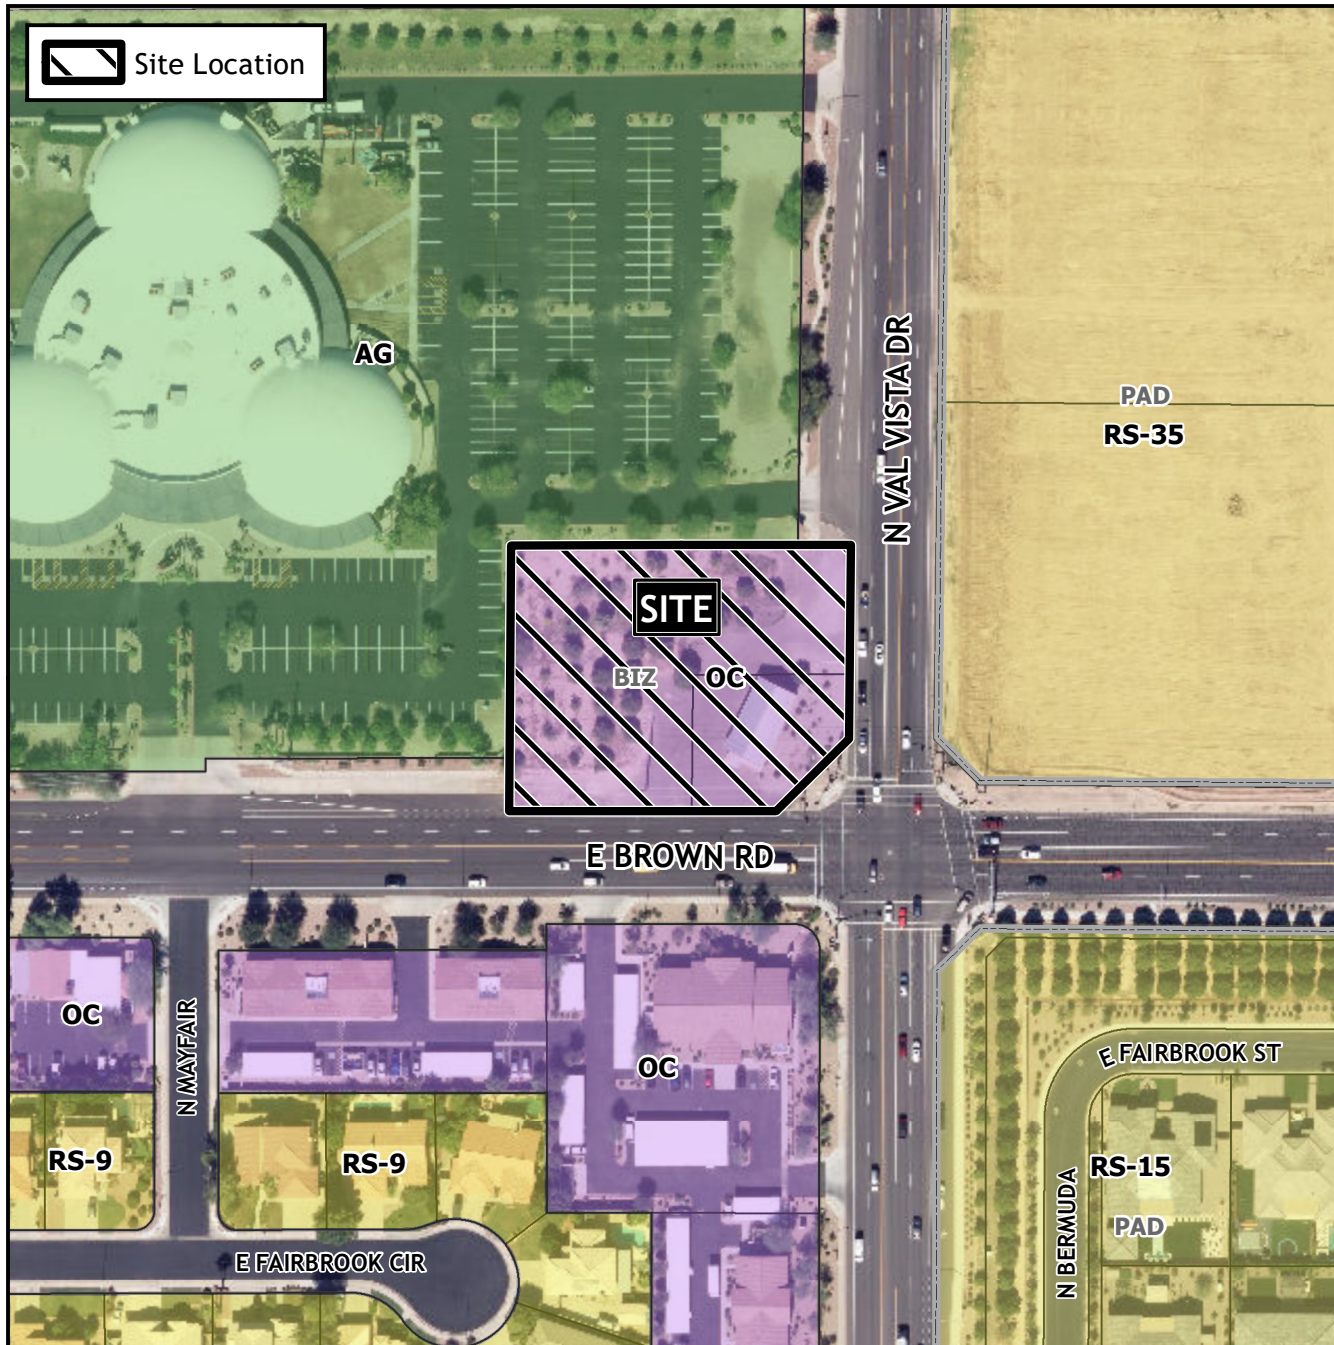 Site Location
AG
N VAL VISTA DR
PAD
RS-35
SITE
BIZ
OC
E BROWN RD
OC
N MAYFAIR
OC
E FAIRBROOK ST
RS-9
RS-9
RS-15
N BERMUDA
PAD
E FAIRBROOK CIR